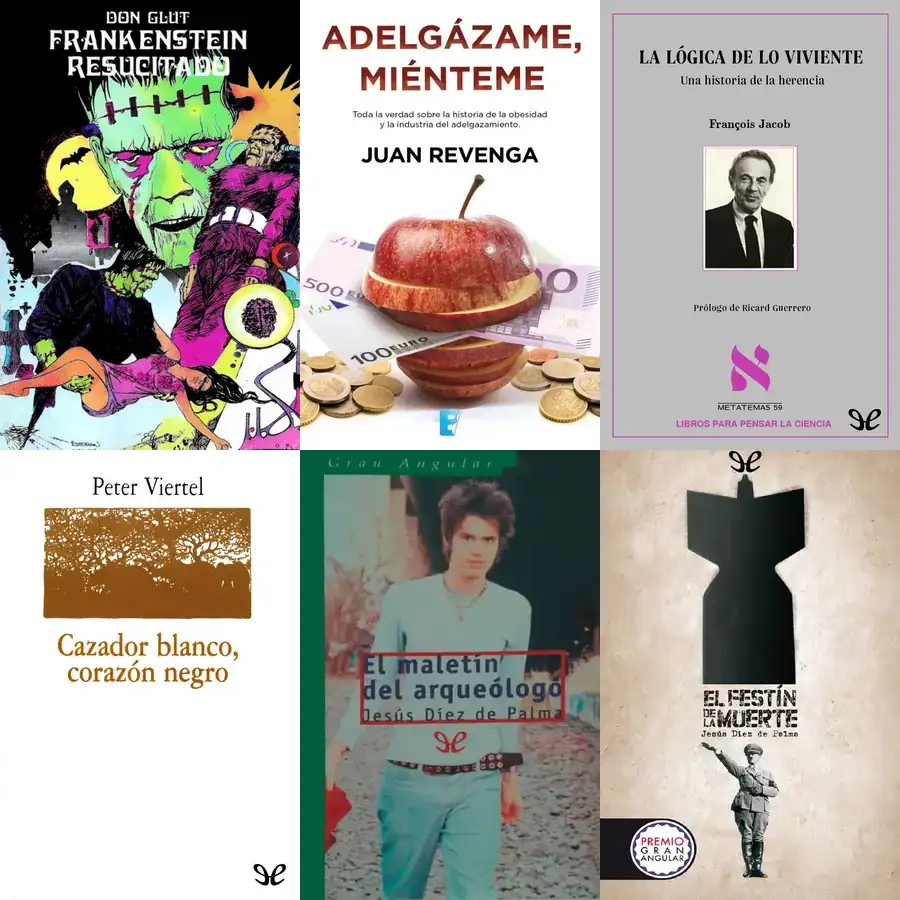 DON GLUT
FRANKENSTEIN
RESUCITADO
ADELGÁZAME,
MIÉNTEME
Toda la verdad sobre la historia de la obesidad
y la industria del adelgazamiento.
JUAN REVENGA
500 EURO
100 EURO
LA LÓGICA DE LO VIVIENTE
Una historia de la herencia
François Jacob
Prólogo de Ricard Guerrero
METATEMAS 59
LIBROS PARA PENSAR LA CIENCIA
Peter Viertel
Cazador blanco,
corazón negro
Gran Angular
El maletín
del arqueólogo
Jesús Díez de Palma
EL FESTÍN
DE LA MUERTE
Jesús Díez de Palma
PREMIO
GRAN
ANGULAR